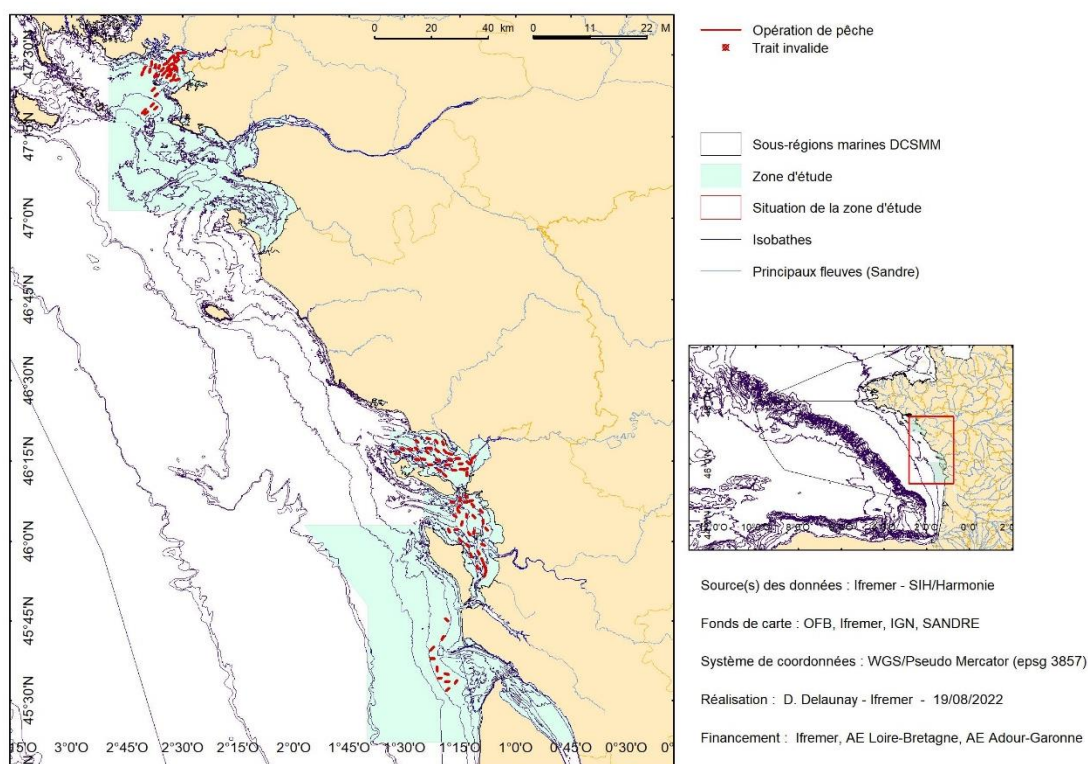 0 20 40 km
0 11 22 M
47°30'N
47°15'N
47°0'N
46°45'N
46°30'N
46°15'N
46°0'N
45°45'N
45°30'N
3°0'O 2°45'O 2°30'O 2°15'O 2°0'O 1°45'O 1°30'O 1°15'O 1°0'O 0°45'O 0°30'O
Opération de pêche
Trait invalide
Sous-régions marines DCSMM
Zone d'étude
Situation de la zone d'étude
Isobathes
Principaux fleuves (Sandre)
Source(s) des données : Ifremer - SIH/Harmonie
Fonds de carte : OFB, Ifremer, IGN, SANDRE
Système de coordonnées : WGS/Pseudo Mercator (epsg 3857)
Réalisation : D. Delaunay - Ifremer - 19/08/2022
Financement : Ifremer, AE Loire-Bretagne, AE Adour-Garonne